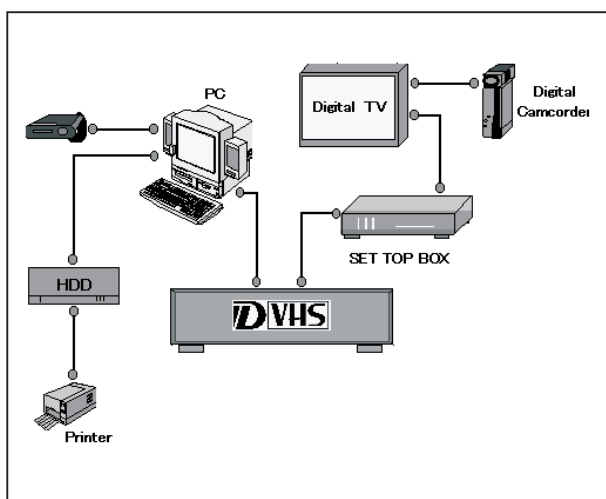 PC
Digital TV
Digital
Camcorder
SET TOP BOX
HDD
D VHS
Printer